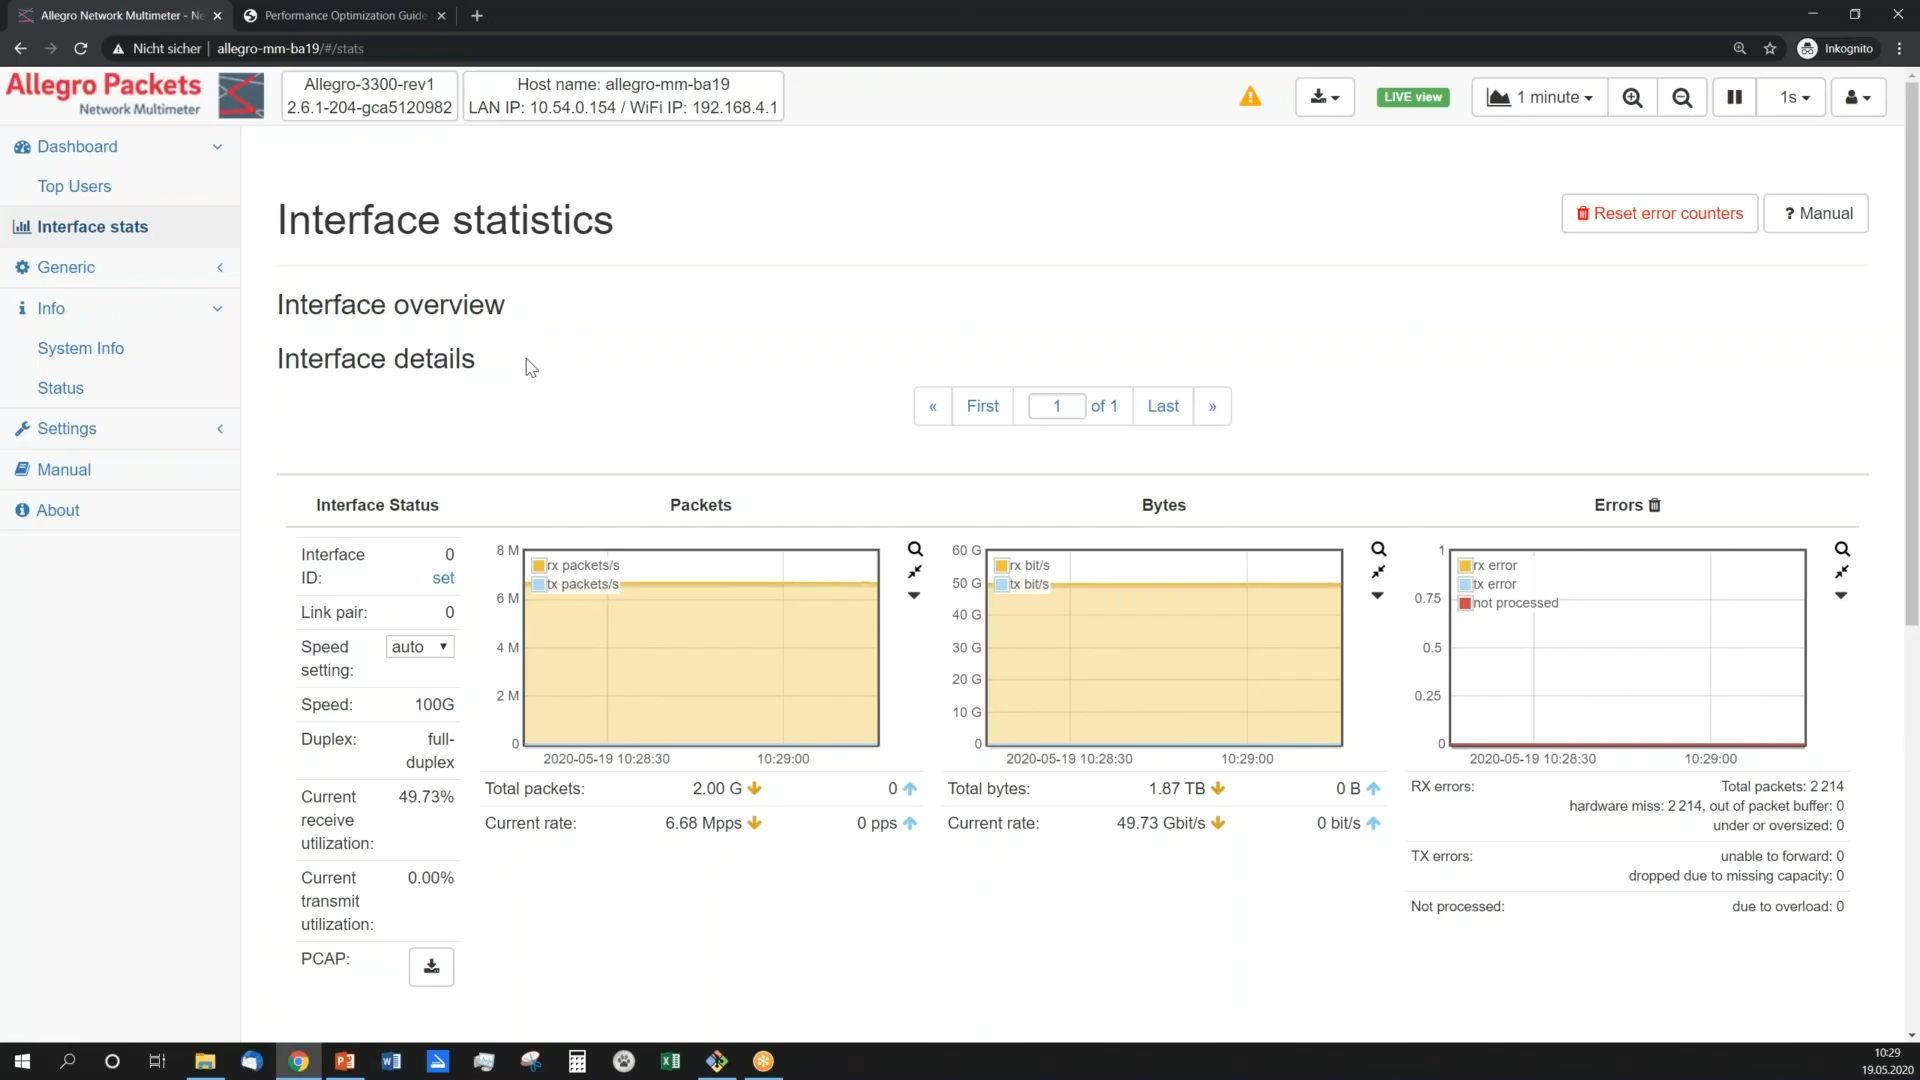 Allegro Network Multimeter - Ne
Performance Optimization Guide
Nicht sicher | allegro-mm-ba19/#/stats
Inkognito
Allegro Packets
Network Multimeter
Allegro-3300-rev1
2.6.1-204-gca5120982
Host name: allegro-mm-ba19
LAN IP: 10.54.0.154 / WiFi IP: 192.168.4.1
LIVE view
1 minute
1s
Dashboard
Top Users
Interface stats
Generic
Info
System Info
Status
Settings
Manual
About
Interface statistics
Reset error counters
? Manual
Interface overview
Interface details
« First 1 of 1 Last »
Interface Status
Interface ID: 0
set
Link pair: 0
Speed setting: auto
Speed: 100G
Duplex: full-duplex
Current receive utilization: 49.73%
Current transmit utilization: 0.00%
PCAP:
Packets
8 M
6 M
4 M
2 M
0
rx packets/s
tx packets/s
2020-05-19 10:28:30 10:29:00
Total packets: 2.00 G 0
Current rate: 6.68 Mpps 0 pps
Bytes
60 G
50 G
40 G
30 G
20 G
10 G
0
rx bit/s
tx bit/s
2020-05-19 10:28:30 10:29:00
Total bytes: 1.87 TB 0 B
Current rate: 49.73 Gbit/s 0 bit/s
Errors
1
0.75
0.5
0.25
0
rx error
tx error
not processed
2020-05-19 10:28:30 10:29:00
RX errors: Total packets: 2 214
hardware miss: 2 214, out of packet buffer: 0
under or oversized: 0
TX errors: unable to forward: 0
dropped due to missing capacity: 0
Not processed: due to overload: 0
10:29
19.05.2020